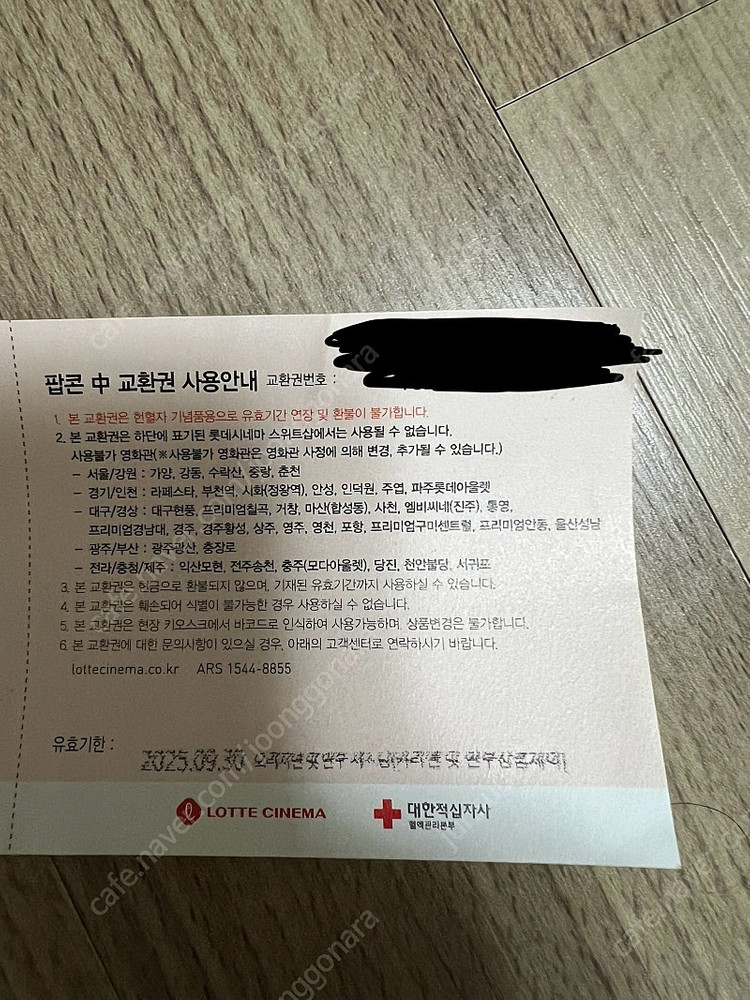 팝콘 中 교환권 사용안내 교환권번호 :
1. 본 교환권은 헌혈자 기념품용으로 유효기간 연장 및 환불이 불가합니다.
2. 본 교환권은 하단에 표기된 롯데시네마 스위트샵에서는 사용될 수 없습니다.
사용불가 영화관(※사용불가 영화관은 영화관 사정에 의해 변경, 추가될 수 있습니다.)
- 서울/강원 : 가양, 강동, 수락산, 중랑, 춘천
- 경기/인천 : 라페스타, 부천역, 시화(정왕역), 안성, 인덕원, 주엽, 파주롯데아울렛
- 대구/경상 : 대구현풍, 프리미엄칠곡, 거창, 마산(합성동), 사천, 엠비씨네(진주), 통영,
프리미엄경남대, 경주, 경주황성, 상주, 영주, 영천, 포항, 프리미엄구미센트럴, 프리미엄안동, 울산성남
- 광주/부산 : 광주광산, 충장로
- 전라/충청/제주 : 익산모현, 전주송천, 충주(모다아울렛), 당진, 천안불당, 서귀포
3. 본 교환권은 현금으로 환불되지 않으며, 기재된 유효기간까지 사용하실 수 있습니다.
4. 본 교환권은 훼손되어 식별이 불가능한 경우 사용하실 수 없습니다.
5. 본 교환권은 현장 키오스크에서 바코드로 인식하여 사용가능하며, 상품변경은 불가합니다.
6. 본 교환권에 대한 문의사항이 있으실 경우, 아래의 고객센터로 연락하시기 바랍니다.
lottecinema.co.kr ARS 1544-8855
유효기한 : 2025.09.30
LOTTE CINEMA
대한적십자사
혈액관리본부
cafe.naver.com/joonggonara